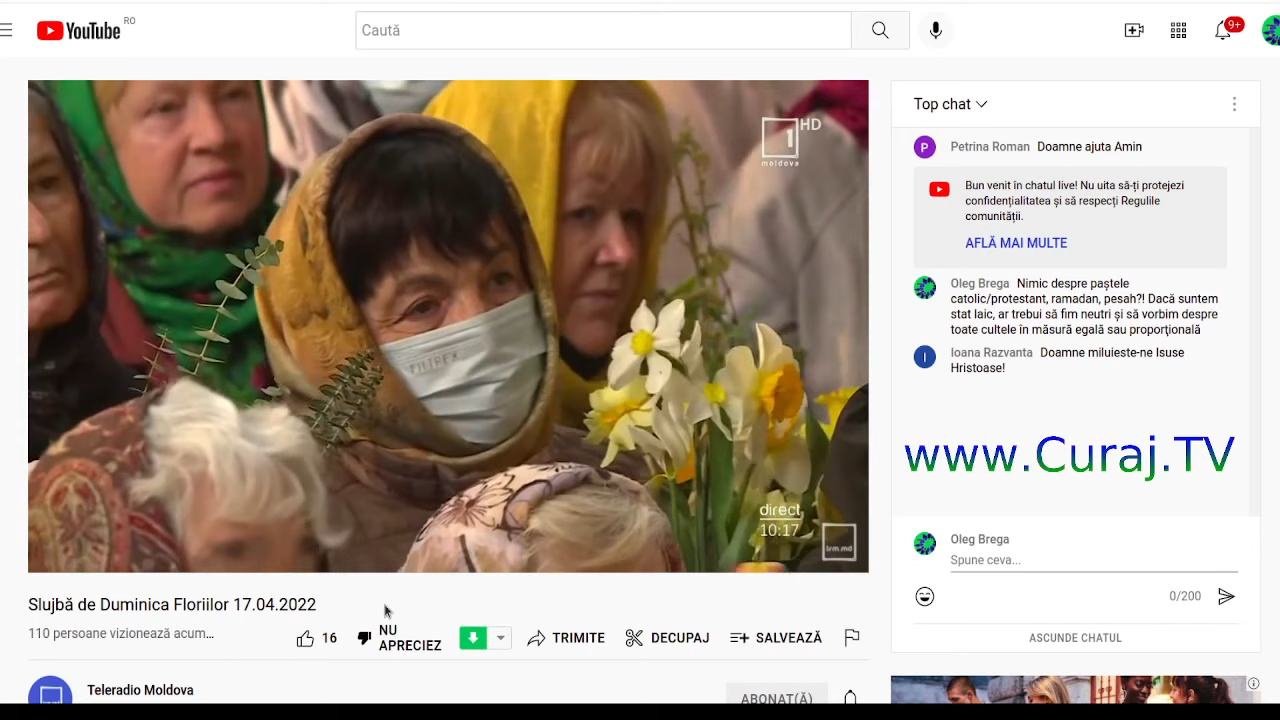 YouTube RO
Caută
9+
1 HD
moldova
FILTREX
direct
10:17
trm.md
Slujbă de Duminica Floriilor 17.04.2022
110 persoane vizionează acum...
16
NU
APRECIEZ
TRIMITE
DECUPAJ
SALVEAZĂ
Teleradio Moldova
ABONAT(Ă)
Top chat
P
Petrina Roman Doamne ajuta Amin
Bun venit în chatul live! Nu uita să-ți protejezi
confidențialitatea și să respecți Regulile
comunității.
AFLĂ MAI MULTE
Oleg Brega Nimic despre paștele
catolic/protestant, ramadan, pesah?! Dacă suntem
stat laic, ar trebui să fim neutri și să vorbim despre
toate cultele în măsură egală sau proporțională
I
Ioana Razvanta Doamne miluieste-ne Isuse
Hristoase!
www.Curaj.TV
Oleg Brega
Spune ceva...
0/200
ASCUNDE CHATUL